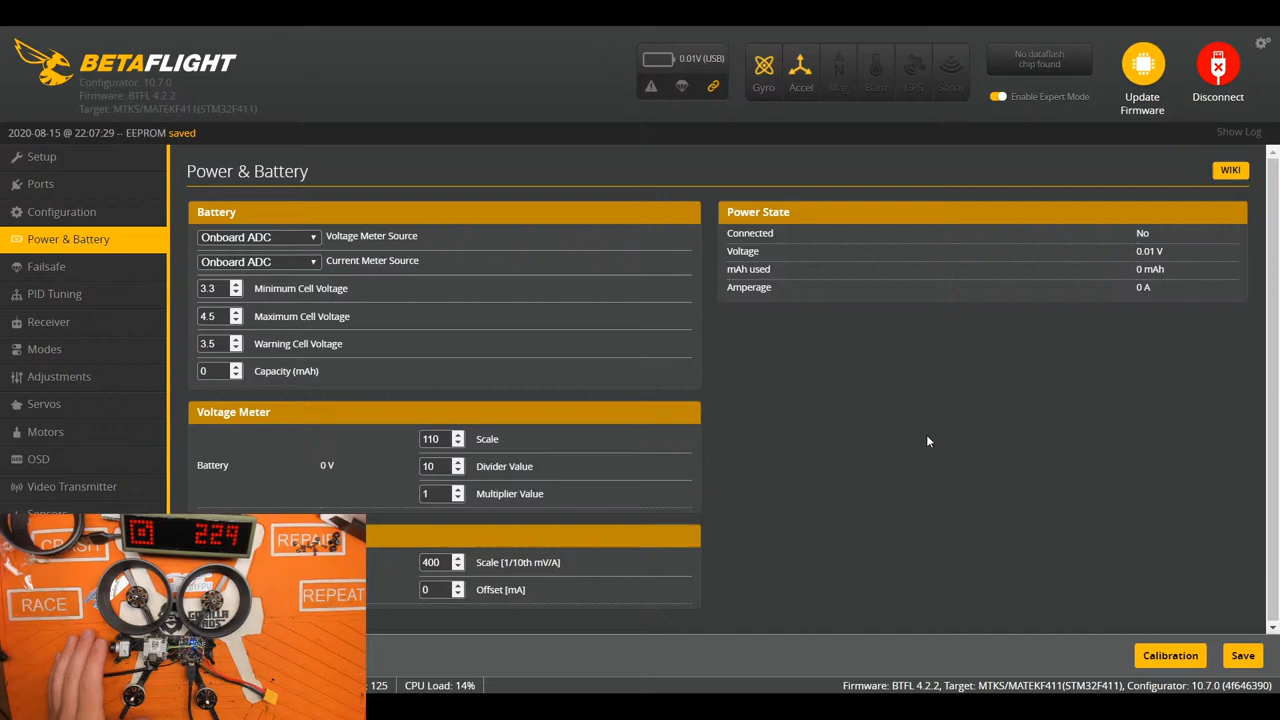 BETAFLIGHT
Configurator: 10.7.0
Firmware: BTFL 4.2.2
Target: MTKS/MATEKF411(STM32F411)
0.01V (USB)
Gyro
Accel
Mag
Baro
GPS
Sonar
No dataflash
chip found
Enable Expert Mode
Update
Firmware
Disconnect
2020-08-15 @ 22:07:29 -- EEPROM saved
Show Log
Setup
Ports
Configuration
Power & Battery
Failsafe
PID Tuning
Receiver
Modes
Adjustments
Servos
Motors
OSD
Video Transmitter
Sensors
Power & Battery
WIKI
Battery
Onboard ADC Voltage Meter Source
Onboard ADC Current Meter Source
3.3 Minimum Cell Voltage
4.5 Maximum Cell Voltage
3.5 Warning Cell Voltage
0 Capacity (mAh)
Power State
Connected No
Voltage 0.01 V
mAh used 0 mAh
Amperage 0 A
Voltage Meter
Battery 0 V
110 Scale
10 Divider Value
1 Multiplier Value
400 Scale [1/10th mV/A]
0 Offset [mA]
CRASH
224
REPAIR
RACE
REPEAT
Calibration
Save
125
CPU Load: 14%
Firmware: BTFL 4.2.2, Target: MTKS/MATEKF411(STM32F411), Configurator: 10.7.0 (4f646390)